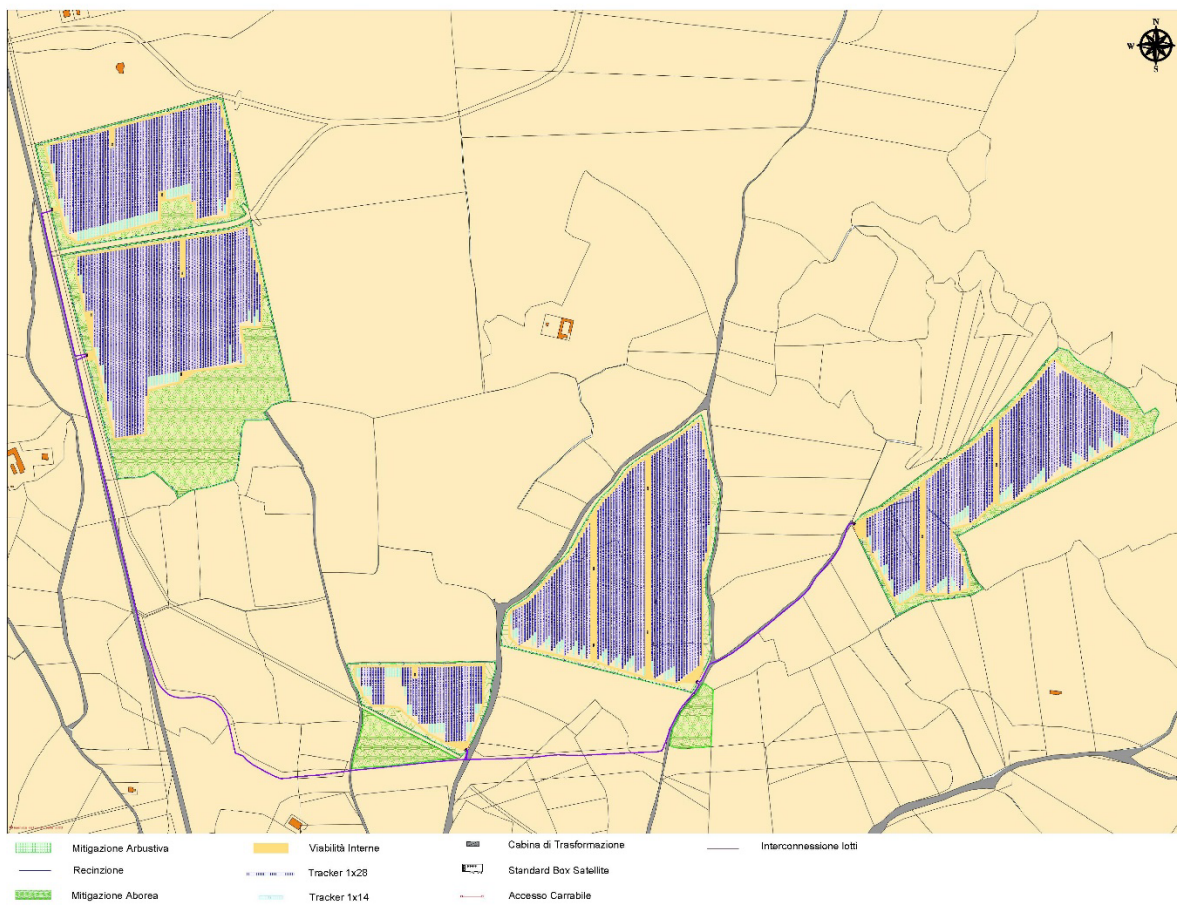 N
W
S
Mitigazione Arbustiva
Viabilità Interne
Cabina di Trasformazione
Interconnessione lotti
Recinzione
Tracker 1x28
Standard Box Satellite
Mitigazione Aborea
Tracker 1x14
Accesso Carrabile